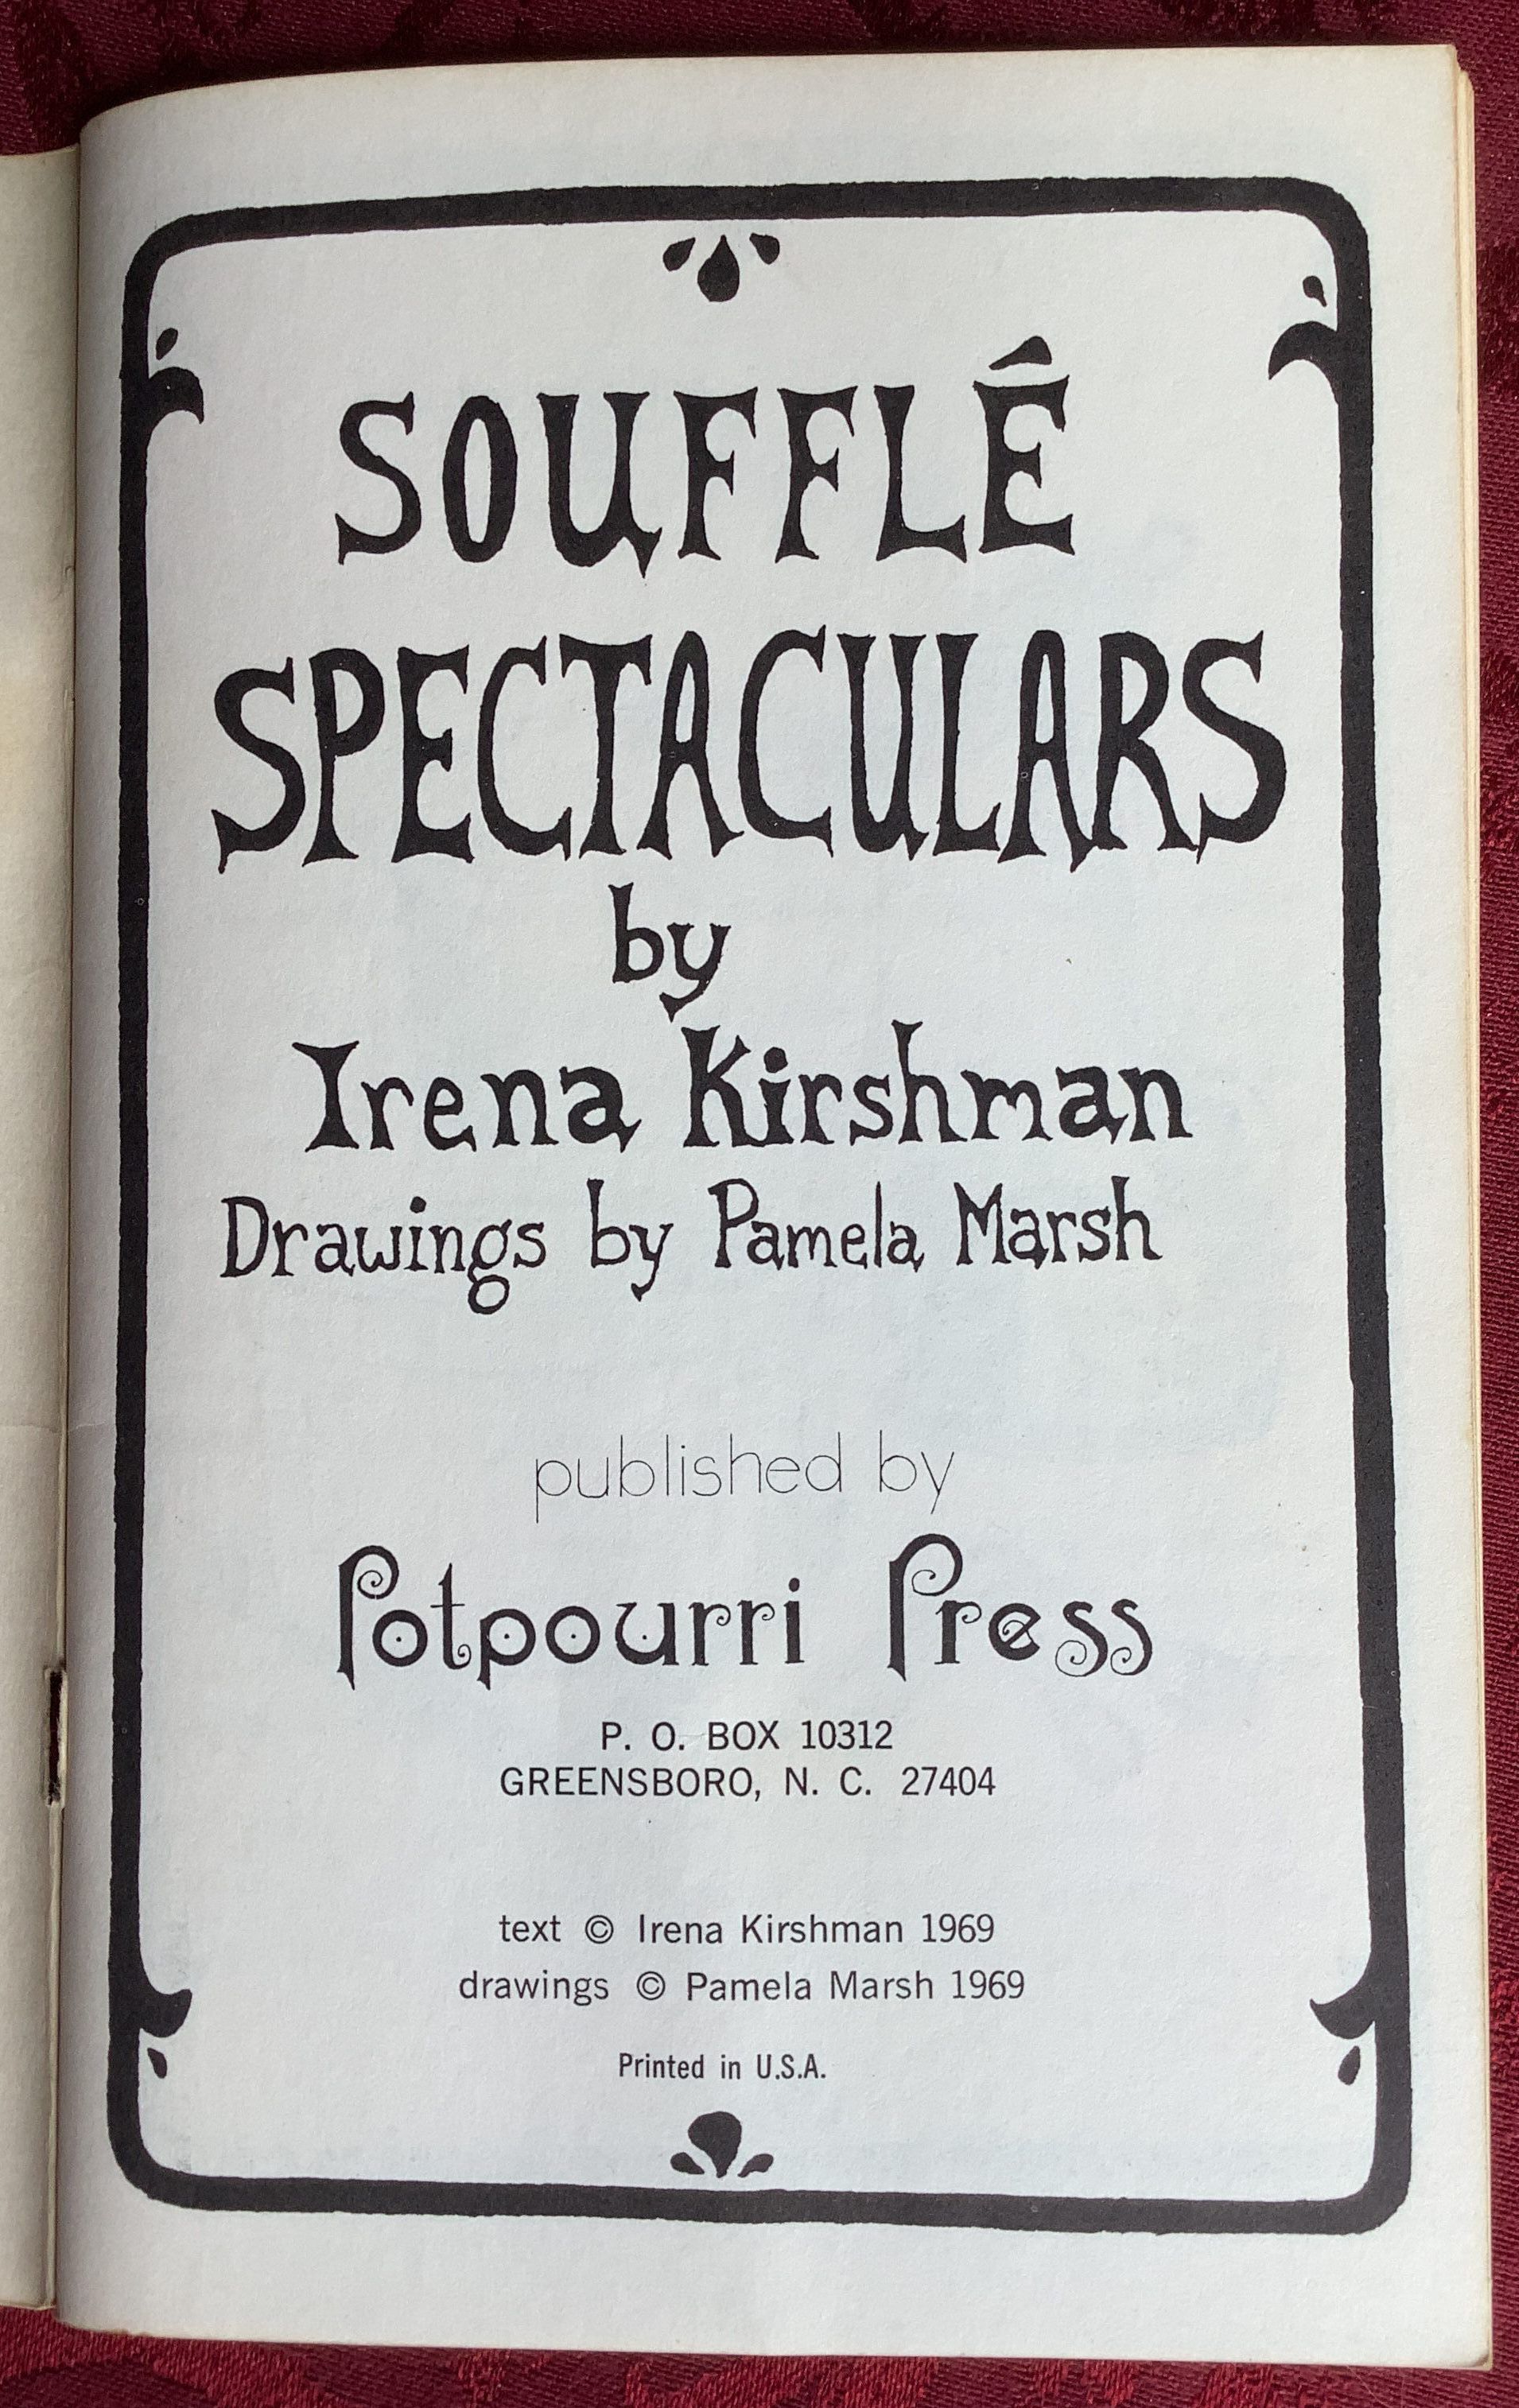 SOUFFLÉ
SPECTACULARS
by
Irena Kirshman
Drawings by Pamela Marsh
published by
Potpourri Press
P. O. BOX 10312
GREENSBORO, N. C. 27404
text © Irena Kirshman 1969
drawings © Pamela Marsh 1969
Printed in U.S.A.